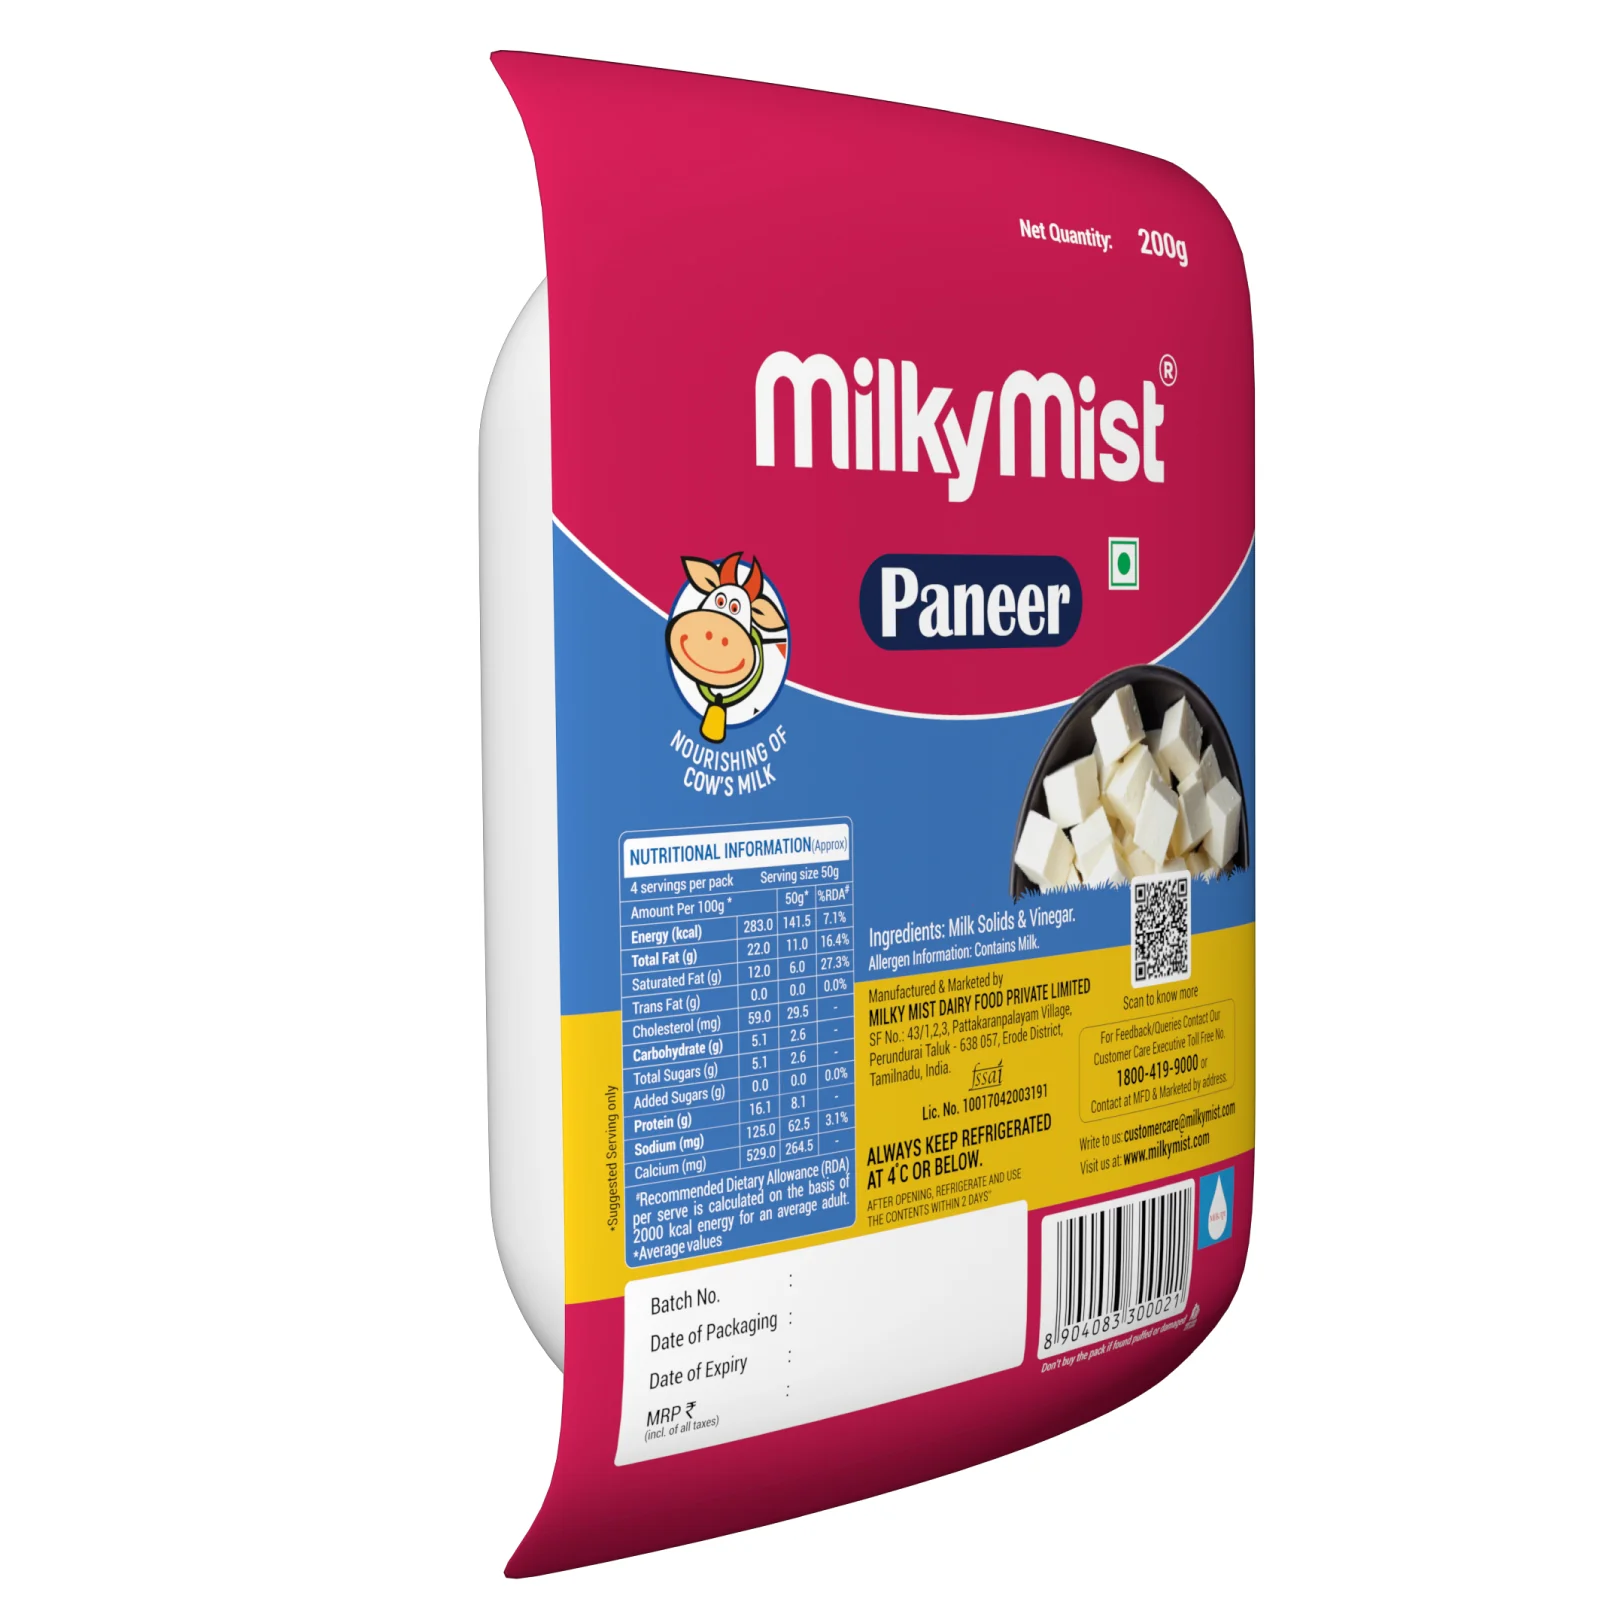 Net Quantity: 200g
MilkyMist®
Paneer
NOURISHING OF
COW'S MILK
NUTRITIONAL INFORMATION(Approx)
4 servings per pack Serving size 50g
Amount Per 100g * 50g* %RDA#
Energy (kcal) 283.0 141.5 7.1%
Total Fat (g) 22.0 11.0 16.4%
Saturated Fat (g) 12.0 6.0 27.3%
Trans Fat (g) 0.0 0.0 0.0%
Cholesterol (mg) 59.0 29.5 -
Carbohydrate (g) 5.1 2.6 -
Total Sugars (g) 5.1 2.6 -
Added Sugars (g) 0.0 0.0 0.0%
Protein (g) 16.1 8.1 -
Sodium (mg) 125.0 62.5 3.1%
Calcium (mg) 529.0 264.5 -
#Recommended Dietary Allowance (RDA)
per serve is calculated on the basis of
2000 kcal energy for an average adult.
*Average values
*Suggested Serving only
Ingredients: Milk Solids & Vinegar.
Allergen Information: Contains Milk.
Manufactured & Marketed by
MILKY MIST DAIRY FOOD PRIVATE LIMITED
SF No.: 43/1,2,3, Pattakaranpalayam Village,
Perundurai Taluk - 638 057, Erode District,
Tamilnadu, India.
fssai
Lic. No. 10017042003191
ALWAYS KEEP REFRIGERATED
AT 4°C OR BELOW.
AFTER OPENING, REFRIGERATE AND USE
THE CONTENTS WITHIN 2 DAYS"
Scan to know more
For Feedback/Queries Contact Our
Customer Care Executive Toll Free No.
1800-419-9000 or
Contact at MFD & Marketed by address.
Write to us: customercare@milkymist.com
Visit us at: www.milkymist.com
Batch No. :
Date of Packaging :
Date of Expiry :
MRP ₹ :
(incl. of all taxes)
8 904083 300021
Don't buy the pack if found puffed or damaged